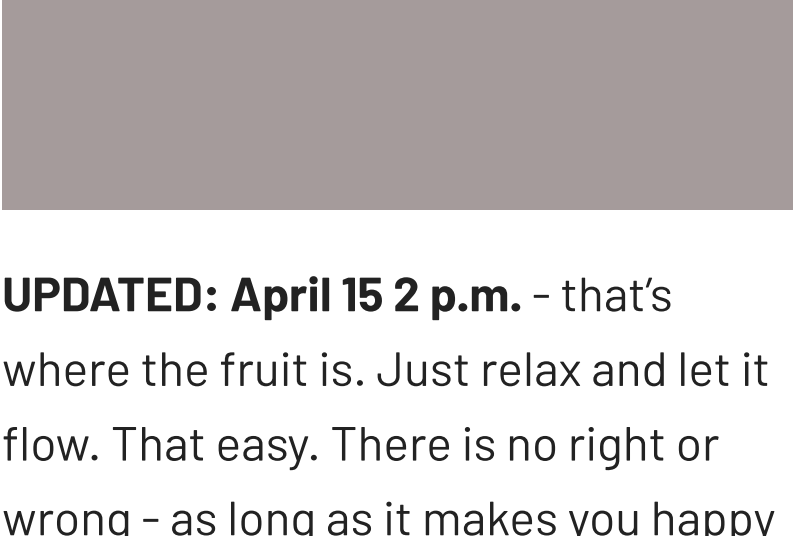 UPDATED: April 15 2 p.m. - that’s
where the fruit is. Just relax and let it
flow. That easy. There is no right or
wrong - as long as it makes you happy